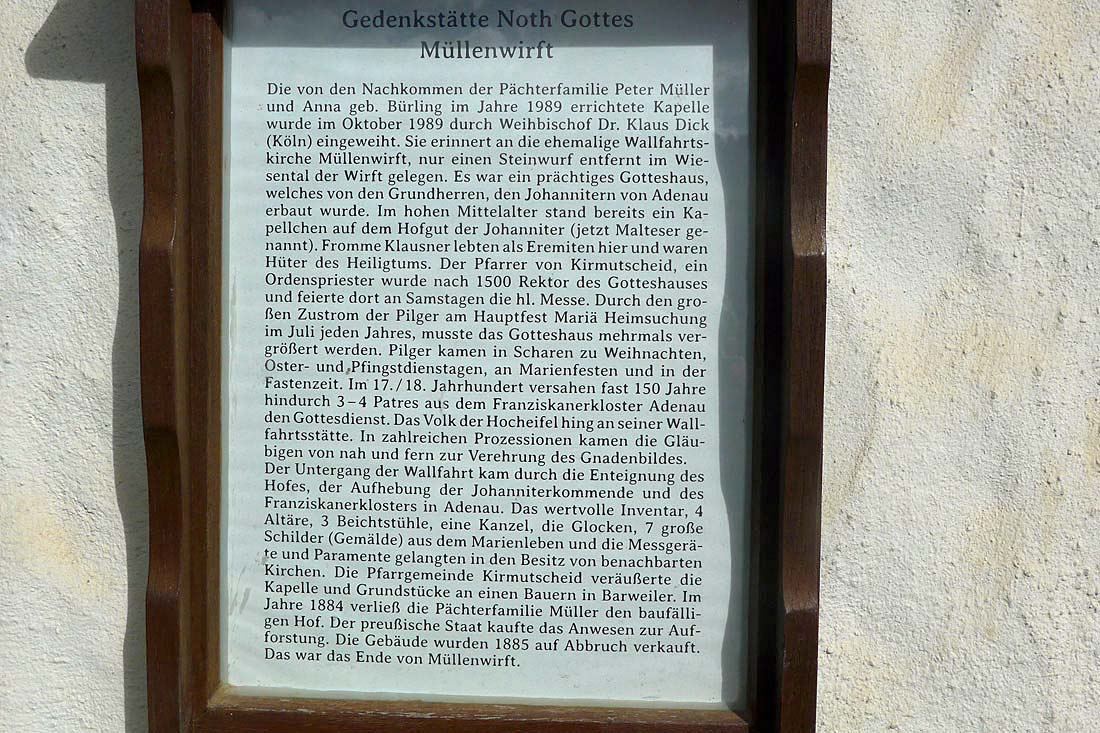 Gedenkstätte Noth Gottes
Müllenwirft
Die von den Nachkommen der Pächterfamilie Peter Müller
und Anna geb. Bürling im Jahre 1989 errichtete Kapelle
wurde im Oktober 1989 durch Weihbischof Dr. Klaus Dick
(Köln) eingeweiht. Sie erinnert an die ehemalige Wallfahrts-
kirche Müllenwirft, nur einen Steinwurf entfernt im Wie-
sental der Wirft gelegen. Es war ein prächtiges Gotteshaus,
welches von den Grundherren, den Johannitern von Adenau
erbaut wurde. Im hohen Mittelalter stand bereits ein Ka-
pellchen auf dem Hofgut der Johanniter (jetzt Malteser ge-
nannt). Fromme Klausner lebten als Eremiten hier und waren
Hüter des Heiligtums. Der Pfarrer von Kirmutscheid, ein
Ordenspriester wurde nach 1500 Rektor des Gotteshauses
und feierte dort an Samstagen die hl. Messe. Durch den gro-
ßen Zustrom der Pilger am Hauptfest Mariä Heimsuchung
im Juli jeden Jahres, musste das Gotteshaus mehrmals ver-
größert werden. Pilger kamen in Scharen zu Weihnachten,
Oster- und Pfingstdienstagen, an Marienfesten und in der
Fastenzeit. Im 17./18. Jahrhundert versahen fast 150 Jahre
hindurch 3–4 Patres aus dem Franziskanerkloster Adenau
den Gottesdienst. Das Volk der Hocheifel hing an seiner Wall-
fahrtsstätte. In zahlreichen Prozessionen kamen die Gläu-
bigen von nah und fern zur Verehrung des Gnadenbildes.
Der Untergang der Wallfahrt kam durch die Enteignung des
Hofes, der Aufhebung der Johanniterkommende und des
Franziskanerklosters in Adenau. Das wertvolle Inventar, 4
Altäre, 3 Beichtstühle, eine Kanzel, die Glocken, 7 große
Schilder (Gemälde) aus dem Marienleben und die Messgerä-
te und Paramente gelangten in den Besitz von benachbarten
Kirchen. Die Pfarrgemeinde Kirmutscheid veräußerte die
Kapelle und Grundstücke an einen Bauern in Barweiler. Im
Jahre 1884 verließ die Pächterfamilie Müller den baufälli-
gen Hof. Der preußische Staat kaufte das Anwesen zur Auf-
forstung. Die Gebäude wurden 1885 auf Abbruch verkauft.
Das war das Ende von Müllenwirft.